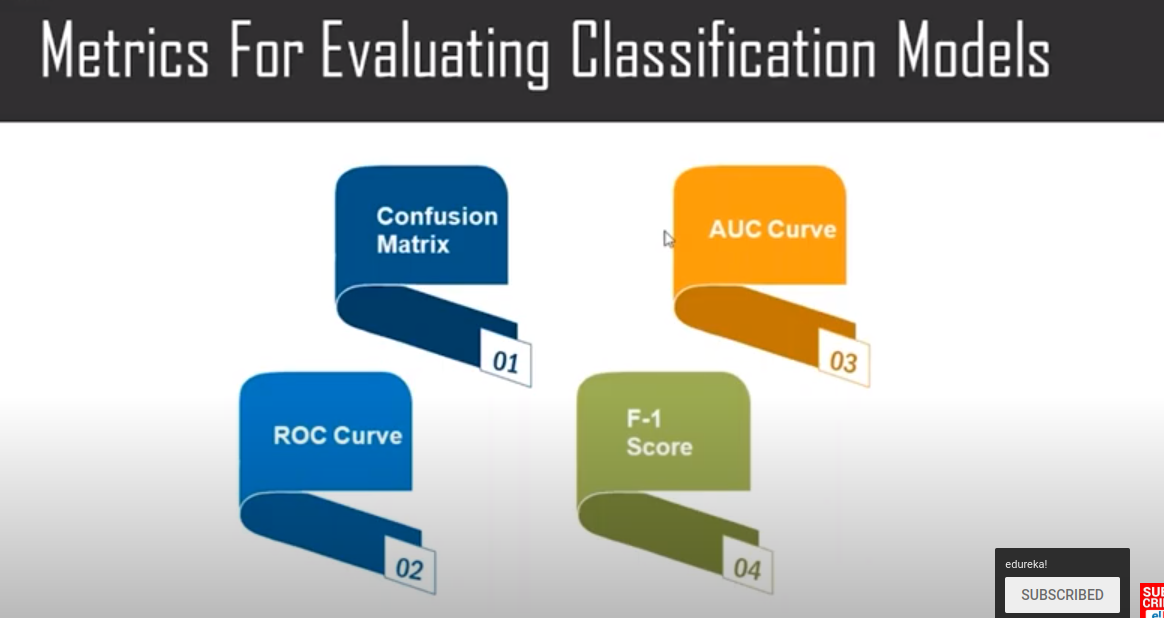 Metrics For Evaluating Classification Models
Confusion
Matrix
01
ROC Curve
02
AUC Curve
03
F-1
Score
04
edureka!
SUBSCRIBED